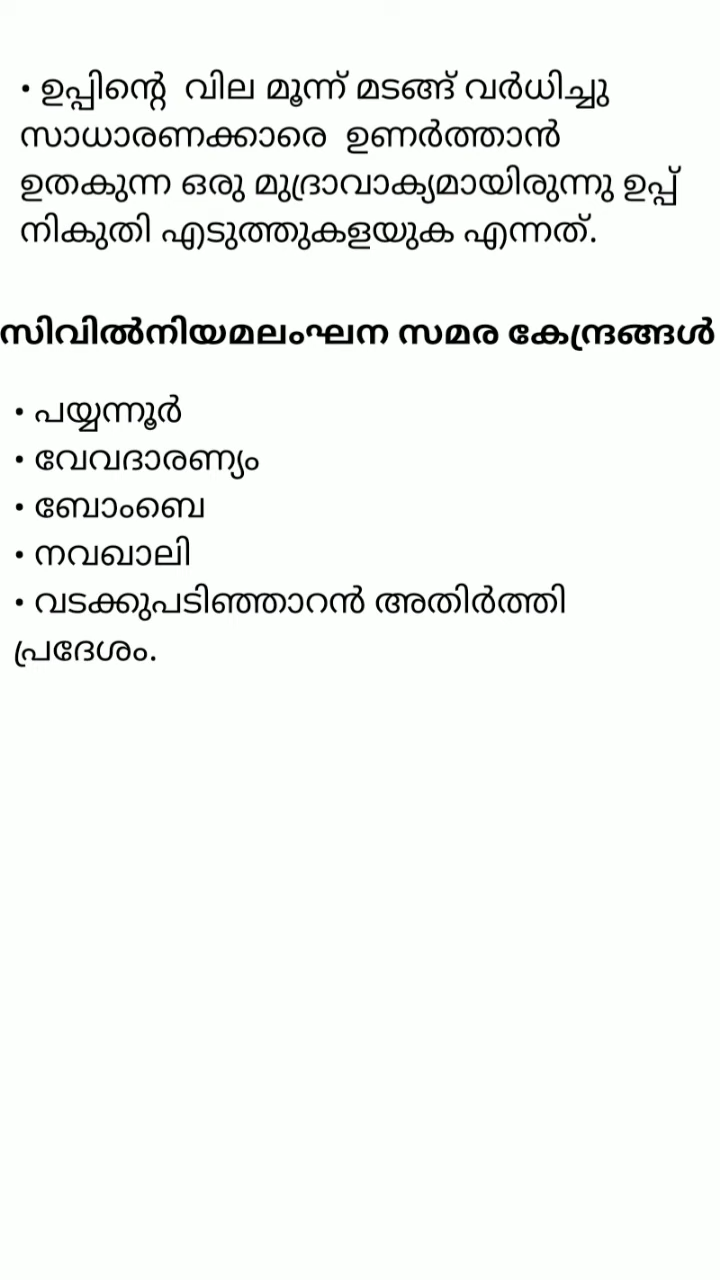 • ഉപ്പിന്റെ വില മൂന്ന് മടങ്ങ് വർധിച്ചു
സാധാരണക്കാരെ ഉണർത്താൻ
ഉതകുന്ന ഒരു മുദ്രാവാക്യമായിരുന്നു ഉപ്പ്
നികുതി എടുത്തുകളയുക എന്നത്.
സിവിൽനിയമലംഘന സമര കേന്ദ്രങ്ങൾ
• പയ്യന്നൂർ
• വേവദാരണ്യം
• ബോംബെ
• നവഖാലി
• വടക്കുപടിഞ്ഞാറൻ അതിർത്തി
പ്രദേശം.